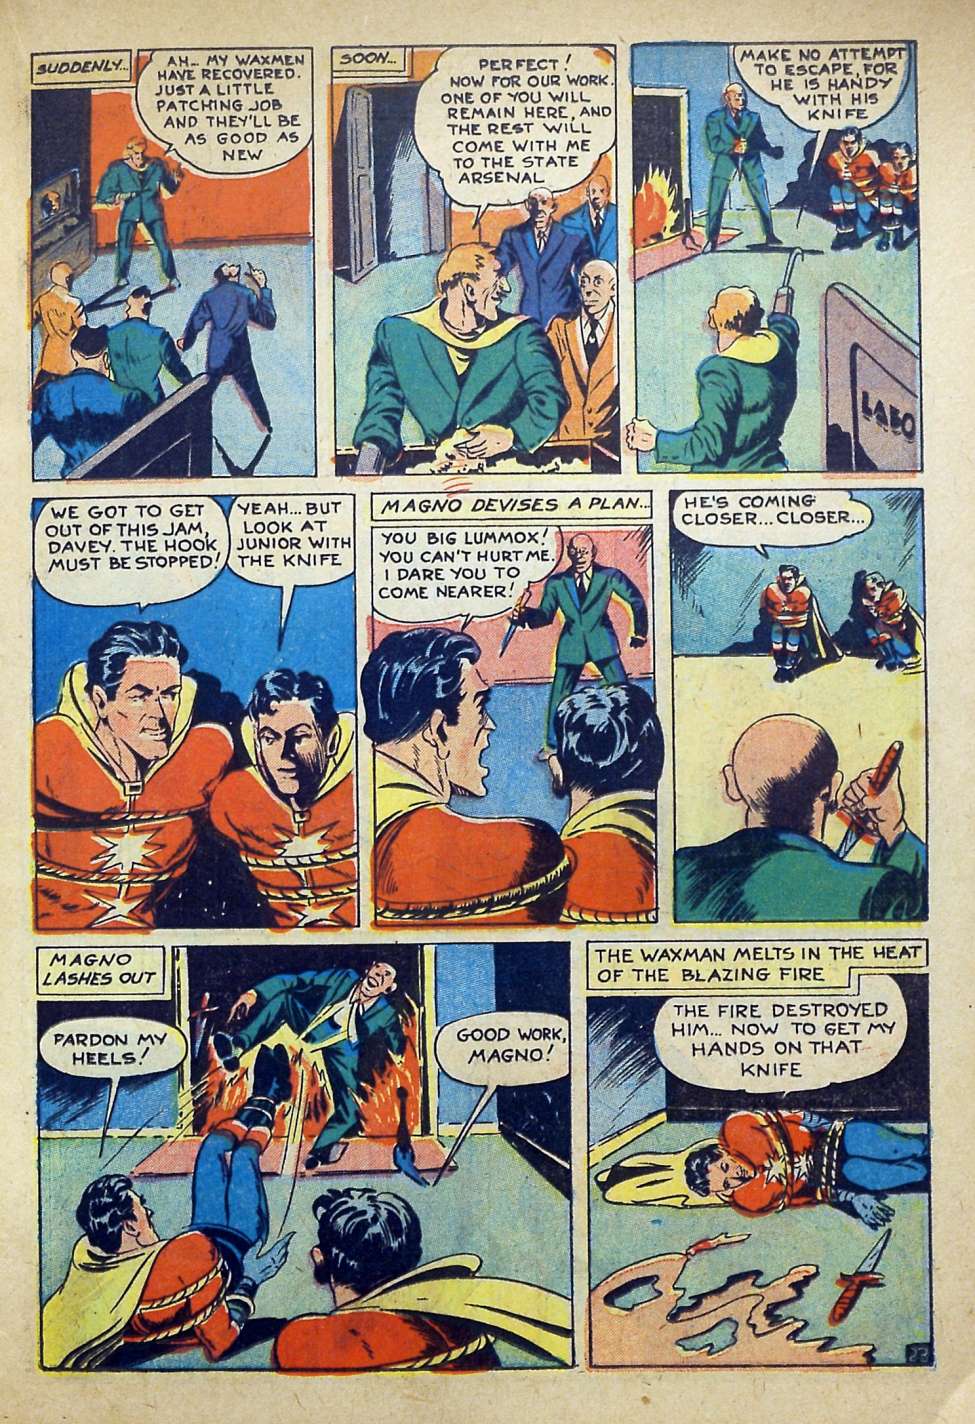 SUDDENLY...
AH... MY WAXMEN
HAVE RECOVERED.
JUST A LITTLE
PATCHING JOB
AND THEY'LL BE
AS GOOD AS
NEW
SOON...
PERFECT!
NOW FOR OUR WORK.
ONE OF YOU WILL
REMAIN HERE, AND
THE REST WILL
COME WITH ME
TO THE STATE
ARSENAL
MAKE NO ATTEMPT
TO ESCAPE, FOR
HE IS HANDY
WITH HIS
KNIFE
LABO
WE GOT TO GET
OUT OF THIS JAM,
DAVEY. THE HOOK
MUST BE STOPPED!
YEAH... BUT
LOOK AT
JUNIOR WITH
THE KNIFE
MAGNO DEVISES A PLAN...
YOU BIG LUMMOX!
YOU CAN'T HURT ME.
I DARE YOU TO
COME NEARER!
HE'S COMING
CLOSER... CLOSER...
MAGNO
LASHES OUT
PARDON MY
HEELS!
GOOD WORK,
MAGNO!
THE WAXMAN MELTS IN THE HEAT
OF THE BLAZING FIRE
THE FIRE DESTROYED
HIM... NOW TO GET MY
HANDS ON THAT
KNIFE